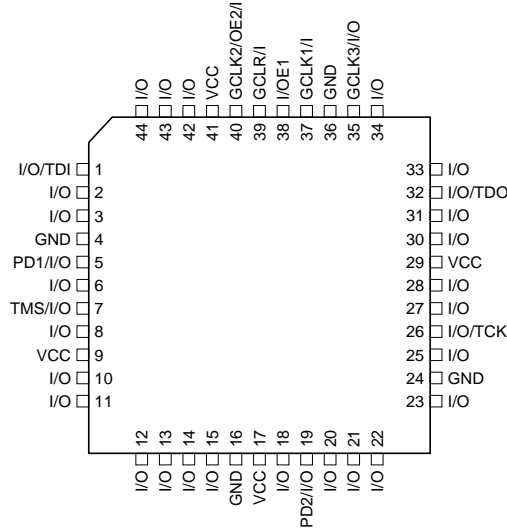 I/O
I/O
I/O
VCC
GCLK2/OE2/I
GCLR/I
I/OE1
GCLK1/I
GND
GCLK3/I/O
I/O
44
43
42
41
40
39
38
37
36
35
34
I/O/TDI 1
I/O 2
I/O 3
GND 4
PD1/I/O 5
I/O 6
TMS/I/O 7
I/O 8
VCC 9
I/O 10
I/O 11
33 I/O
32 I/O/TDO
31 I/O
30 I/O
29 VCC
28 I/O
27 I/O
26 I/O/TCK
25 I/O
24 GND
23 I/O
12
13
14
15
16
17
18
19
20
21
22
I/O
I/O
I/O
I/O
GND
VCC
I/O
PD2/I/O
I/O
I/O
I/O